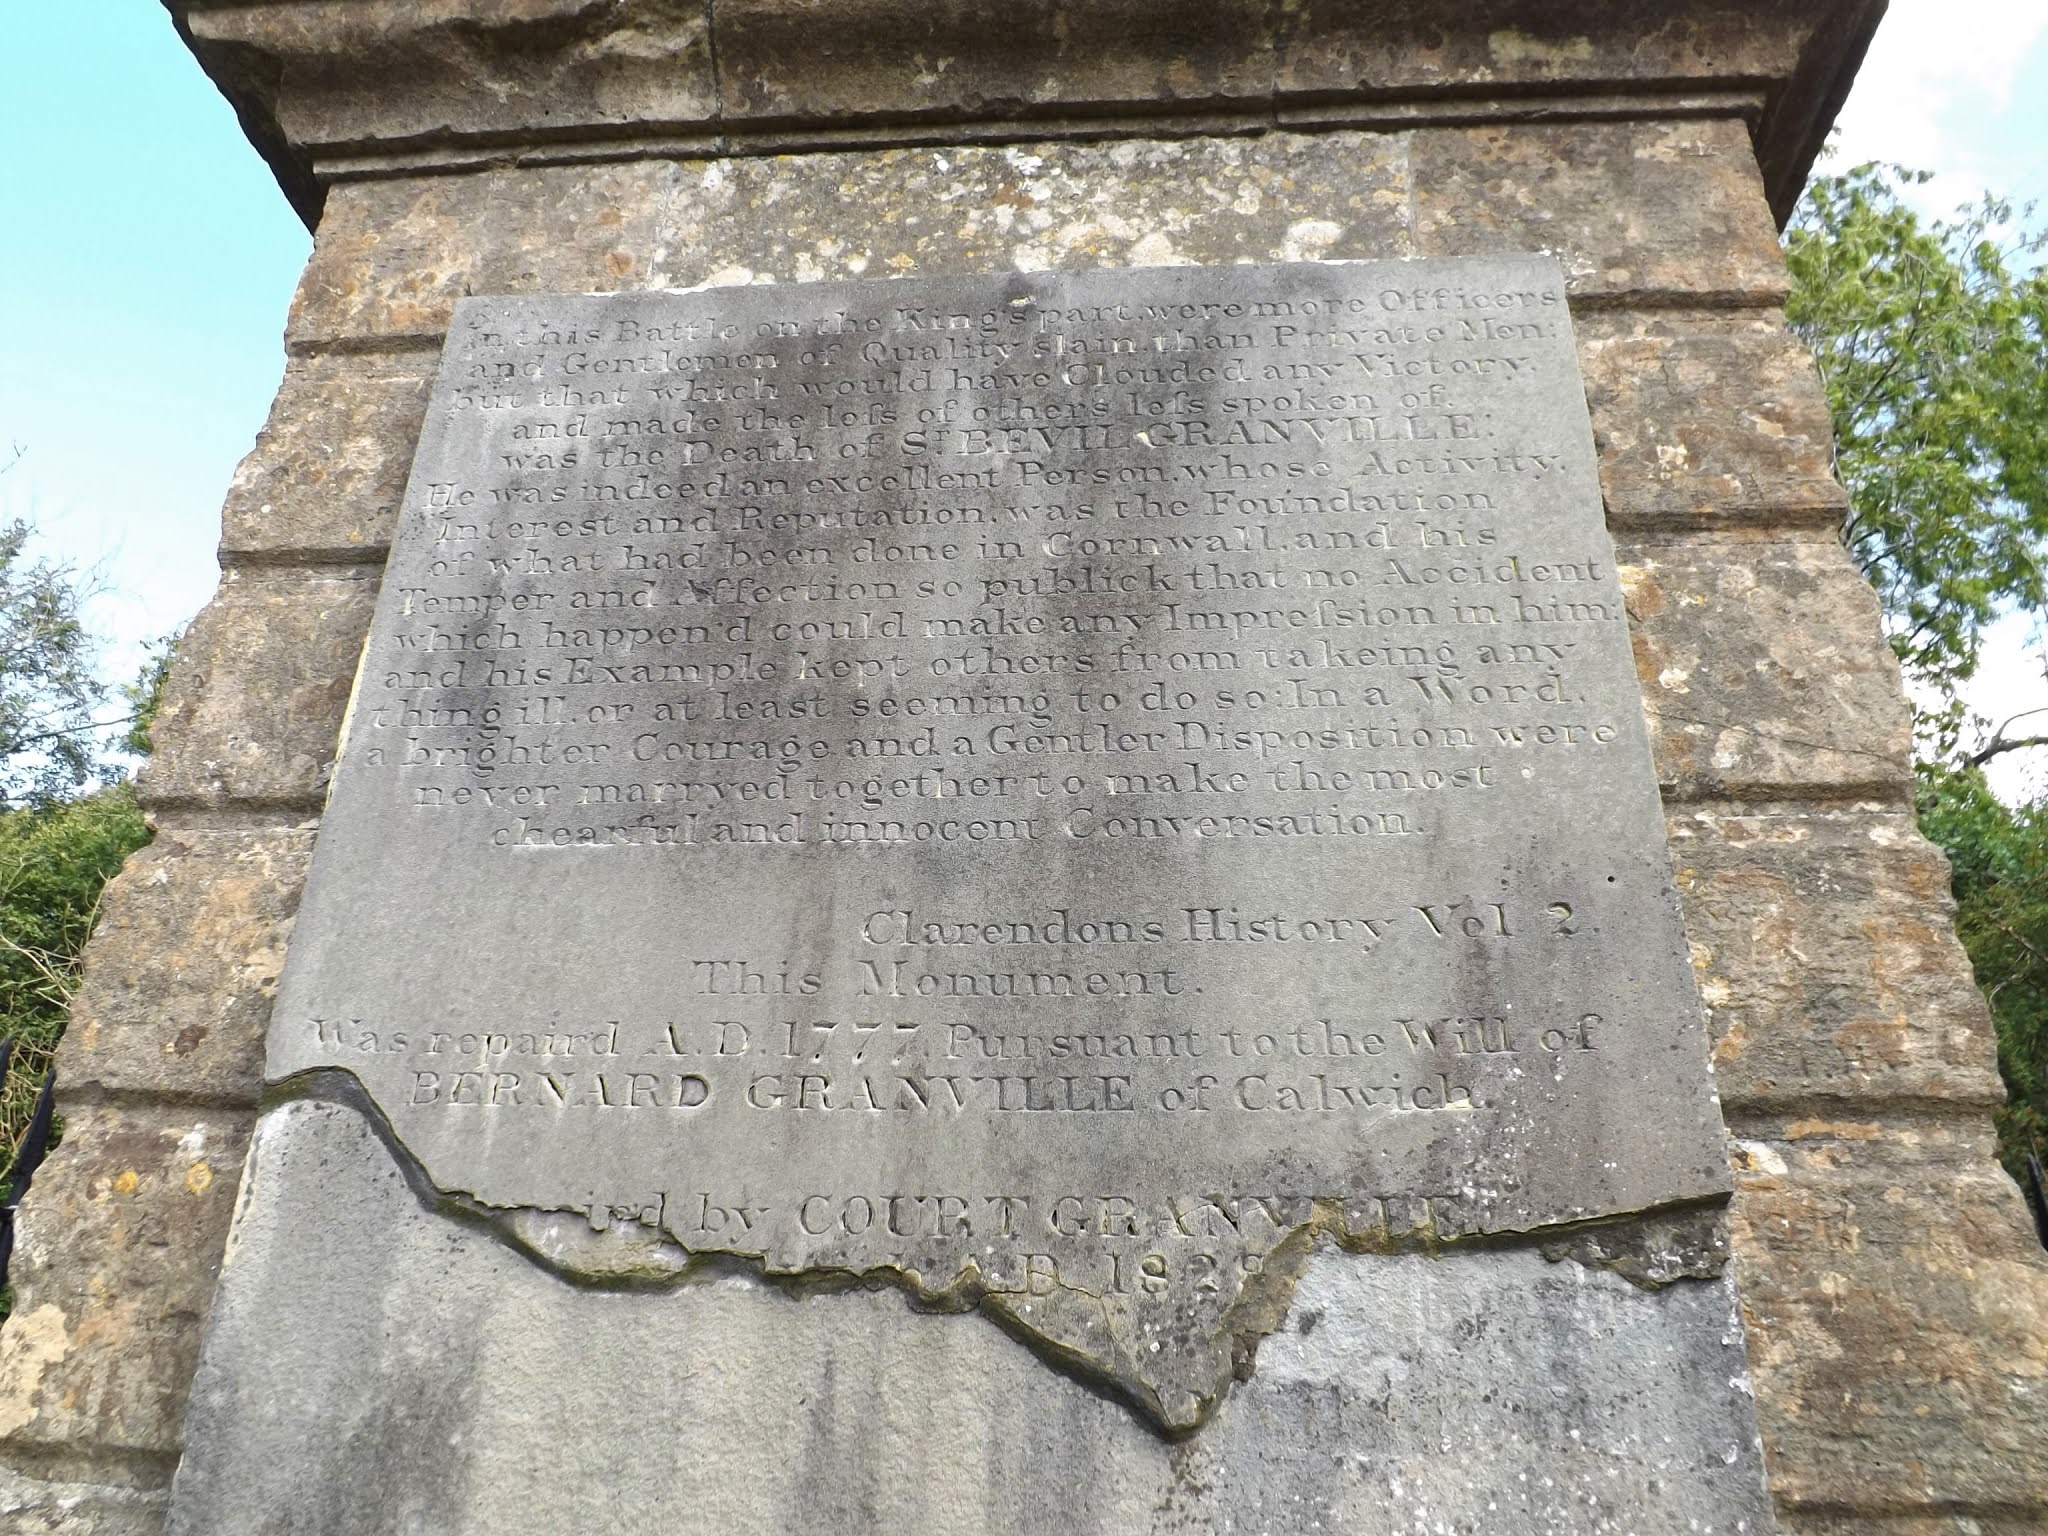 In this Battle on the King's part, were more Officers
and Gentlemen of Quality slain, than Private Men;
but that which would have Clouded any Victory,
and made the loſs of others leſs spoken of,
was the Death of Sr. BEVIL GRANVILLE:
He was indeed an excellent Person, whose Activity,
Interest and Reputation, was the Foundation
of what had been done in Cornwall, and his
Temper and Affection so publick that no Accident
which happen'd could make any Impreſsion in him;
and his Example kept others from takeing any
thing ill, or at least seeming to do so: In a Word,
a brighter Courage and a Gentler Disposition were
never marryed together to make the most
chearful and innocent Conversation.
Clarendons History Vol 2.
This Monument.
Was repaird A.D. 1777. Pursuant to the Will of
BERNARD GRANVILLE of Calwich.
by COURT GRANVILLE
A.D. 1828